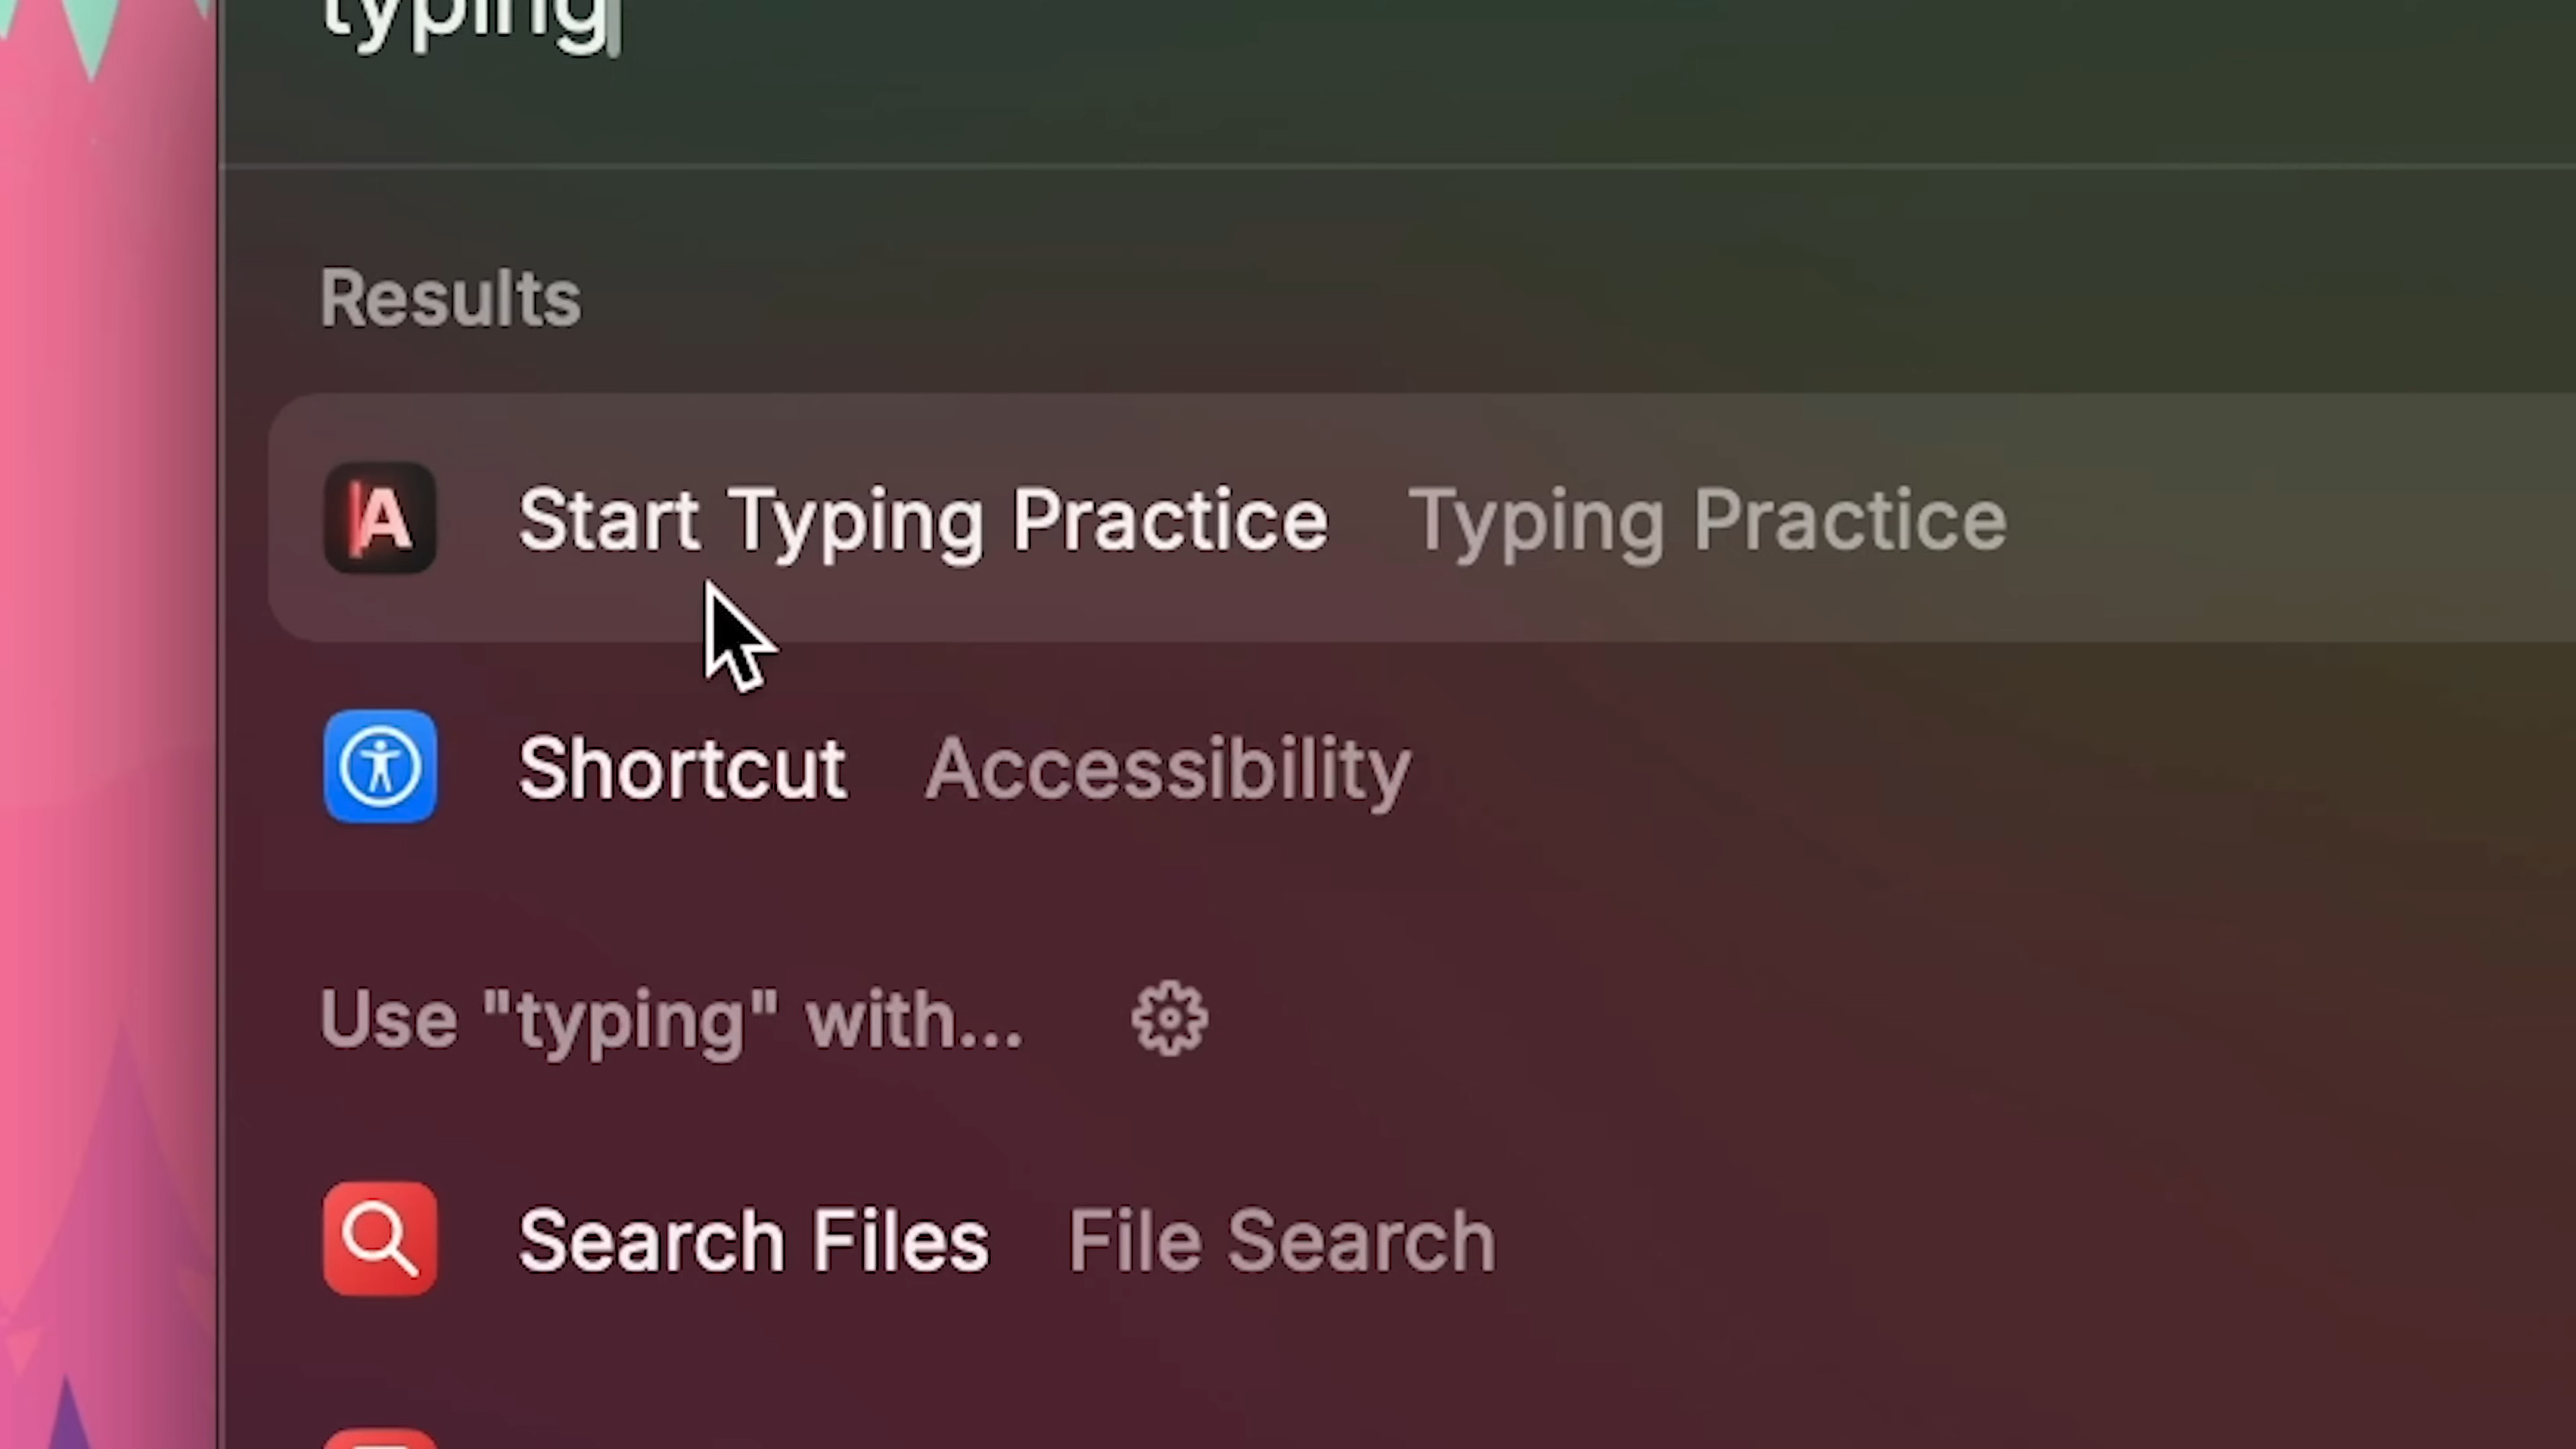 typing
Results
A Start Typing Practice Typing Practice
Shortcut Accessibility
Use "typing" with...
Search Files File Search